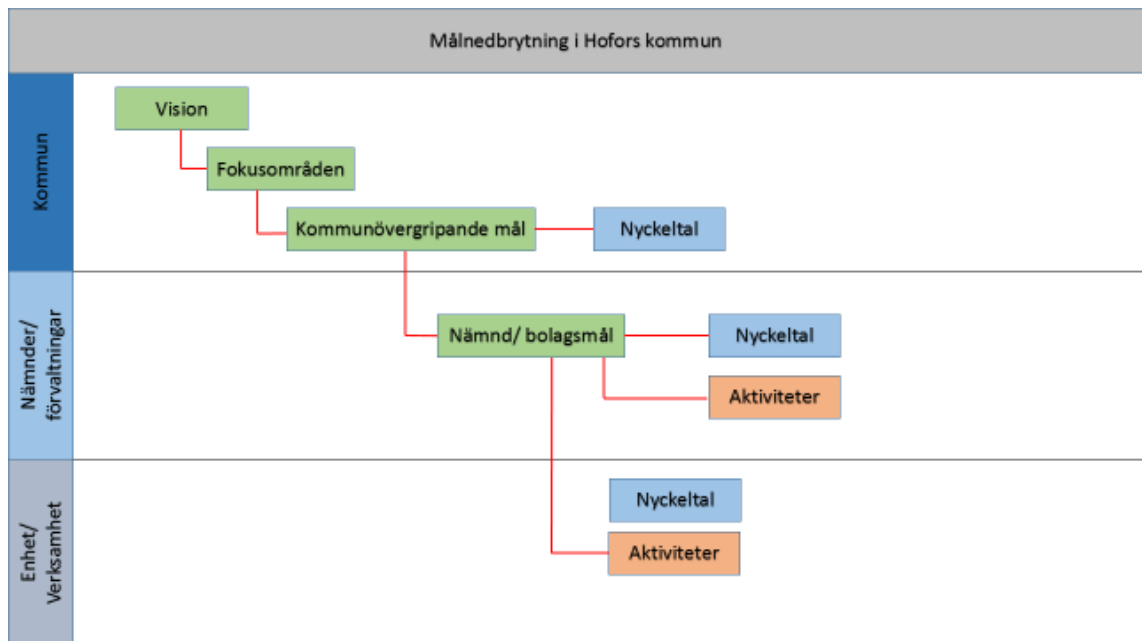 Målnedbrytning i Hofors kommun
Kommun
Vision
Fokusområden
Kommunövergripande mål
Nyckeltal
Nämnder/
förvaltningar
Nämnd/ bolagsmål
Nyckeltal
Aktiviteter
Enhet/
Verksamhet
Nyckeltal
Aktiviteter